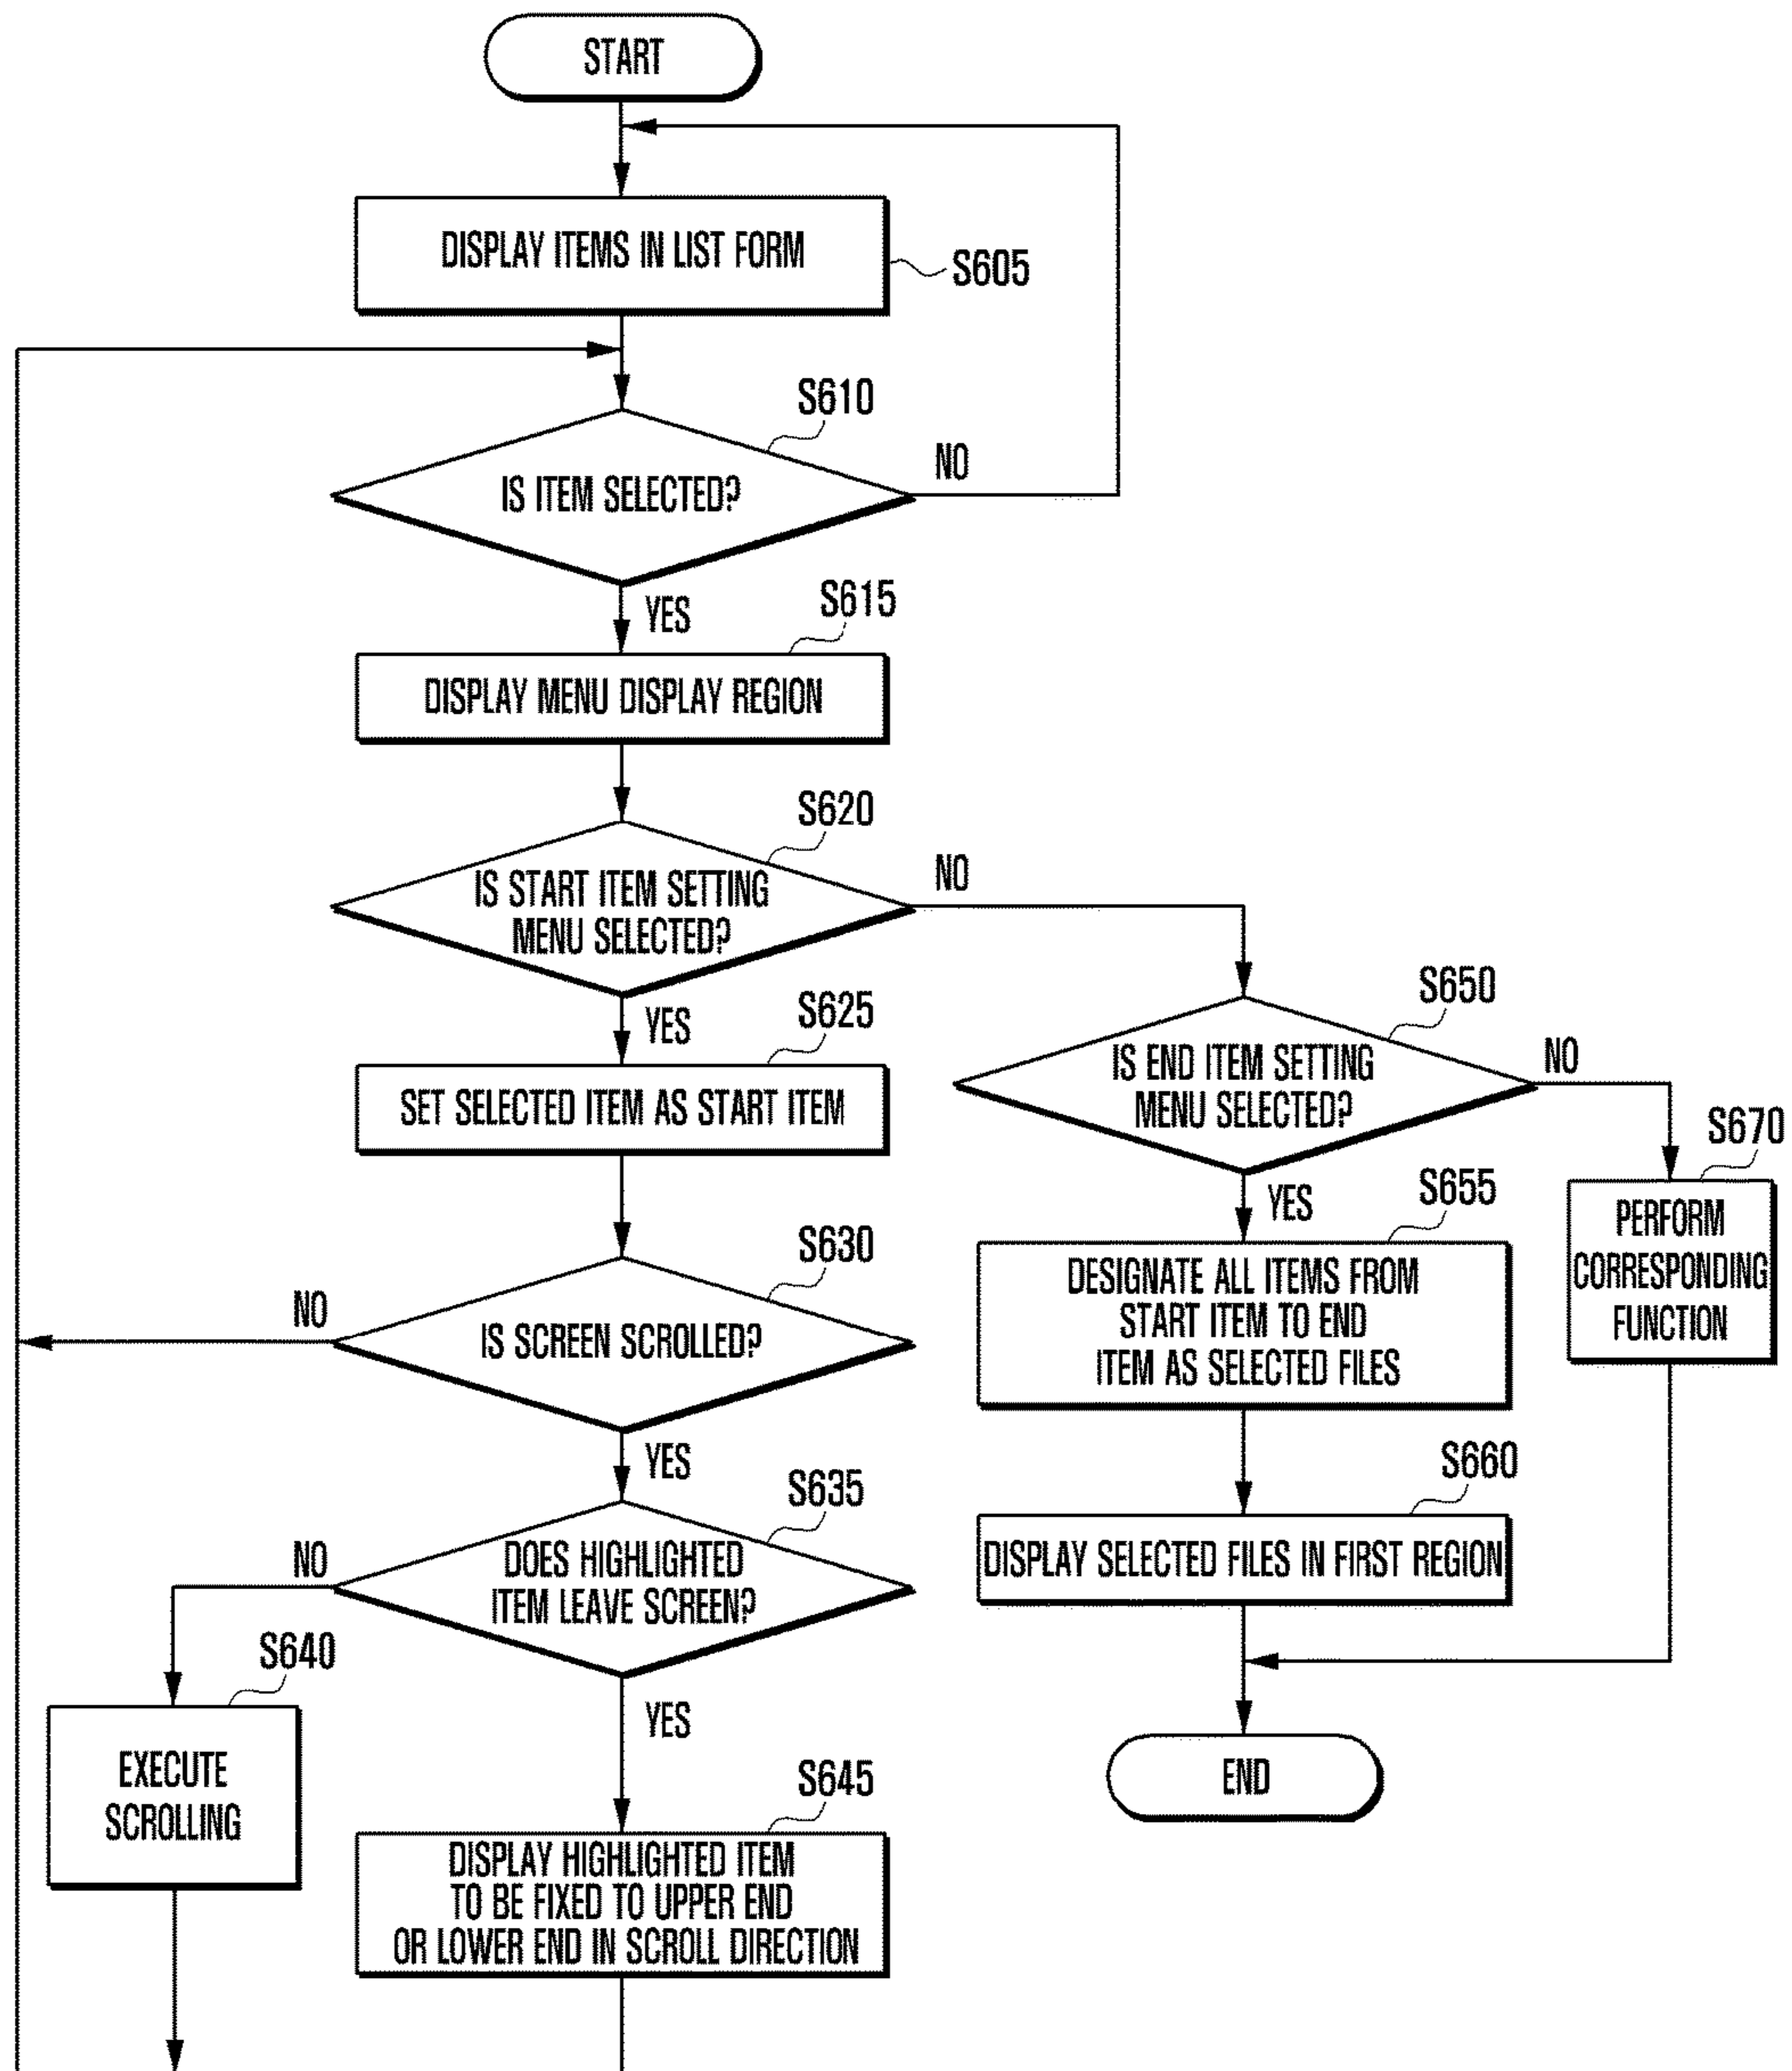 START
DISPLAY ITEMS IN LIST FORM
S605
S610
IS ITEM SELECTED?
NO
YES
S615
DISPLAY MENU DISPLAY REGION
S620
IS START ITEM SETTING
MENU SELECTED?
NO
YES
S625
SET SELECTED ITEM AS START ITEM
S630
IS SCREEN SCROLLED?
NO
YES
S635
DOES HIGHLIGHTED
ITEM LEAVE SCREEN?
NO
S640
EXECUTE
SCROLLING
YES
S645
DISPLAY HIGHLIGHTED ITEM
TO BE FIXED TO UPPER END
OR LOWER END IN SCROLL DIRECTION
S650
IS END ITEM SETTING
MENU SELECTED?
NO
S670
PERFORM
CORRESPONDING
FUNCTION
YES
S655
DESIGNATE ALL ITEMS FROM
START ITEM TO END
ITEM AS SELECTED FILES
S660
DISPLAY SELECTED FILES IN FIRST REGION
END